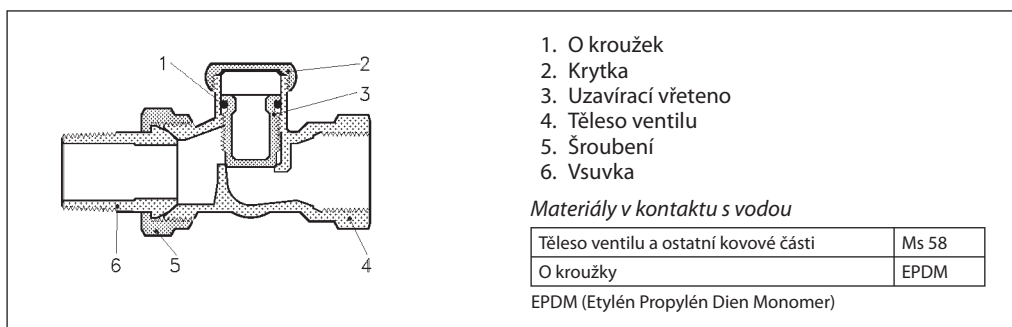 1
2
3
6
5
4
1. O kroužek
2. Krytka
3. Uzavírací vřeteno
4. Těleso ventilu
5. Šroubení
6. Vsuvka
Materiály v kontaktu s vodou
Těleso ventilu a ostatní kovové části Ms 58
O kroužky EPDM
EPDM (Etylén Propylén Dien Monomer)